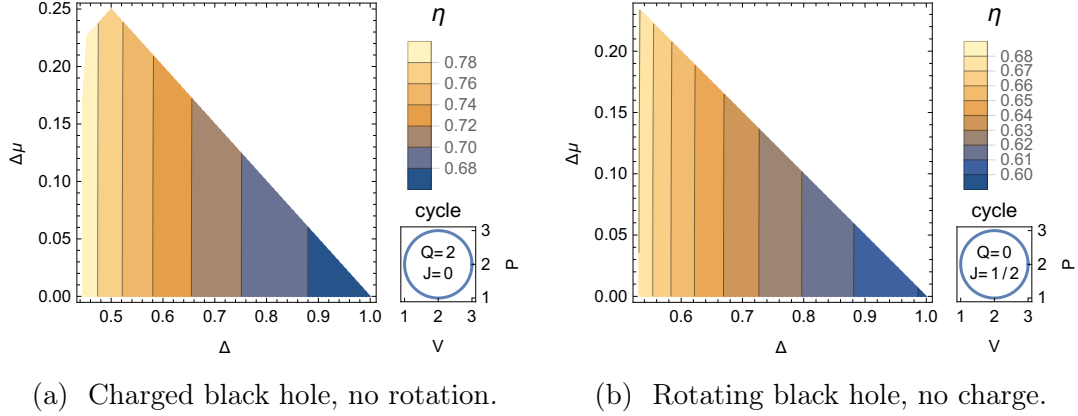 η
0.25
0.20
0.15
0.10
0.05
0.00
Δμ
0.5 0.6 0.7 0.8 0.9 1.0
Δ
0.78
0.76
0.74
0.72
0.70
0.68
cycle
Q=2
J=0
3
2
1
P
1 2 3
V
(a) Charged black hole, no rotation.
η
0.20
0.15
0.10
0.05
0.00
Δμ
0.6 0.7 0.8 0.9 1.0
Δ
0.68
0.67
0.66
0.65
0.64
0.63
0.62
0.61
0.60
cycle
Q=0
J=1/2
3
2
1
P
1 2 3
V
(b) Rotating black hole, no charge.